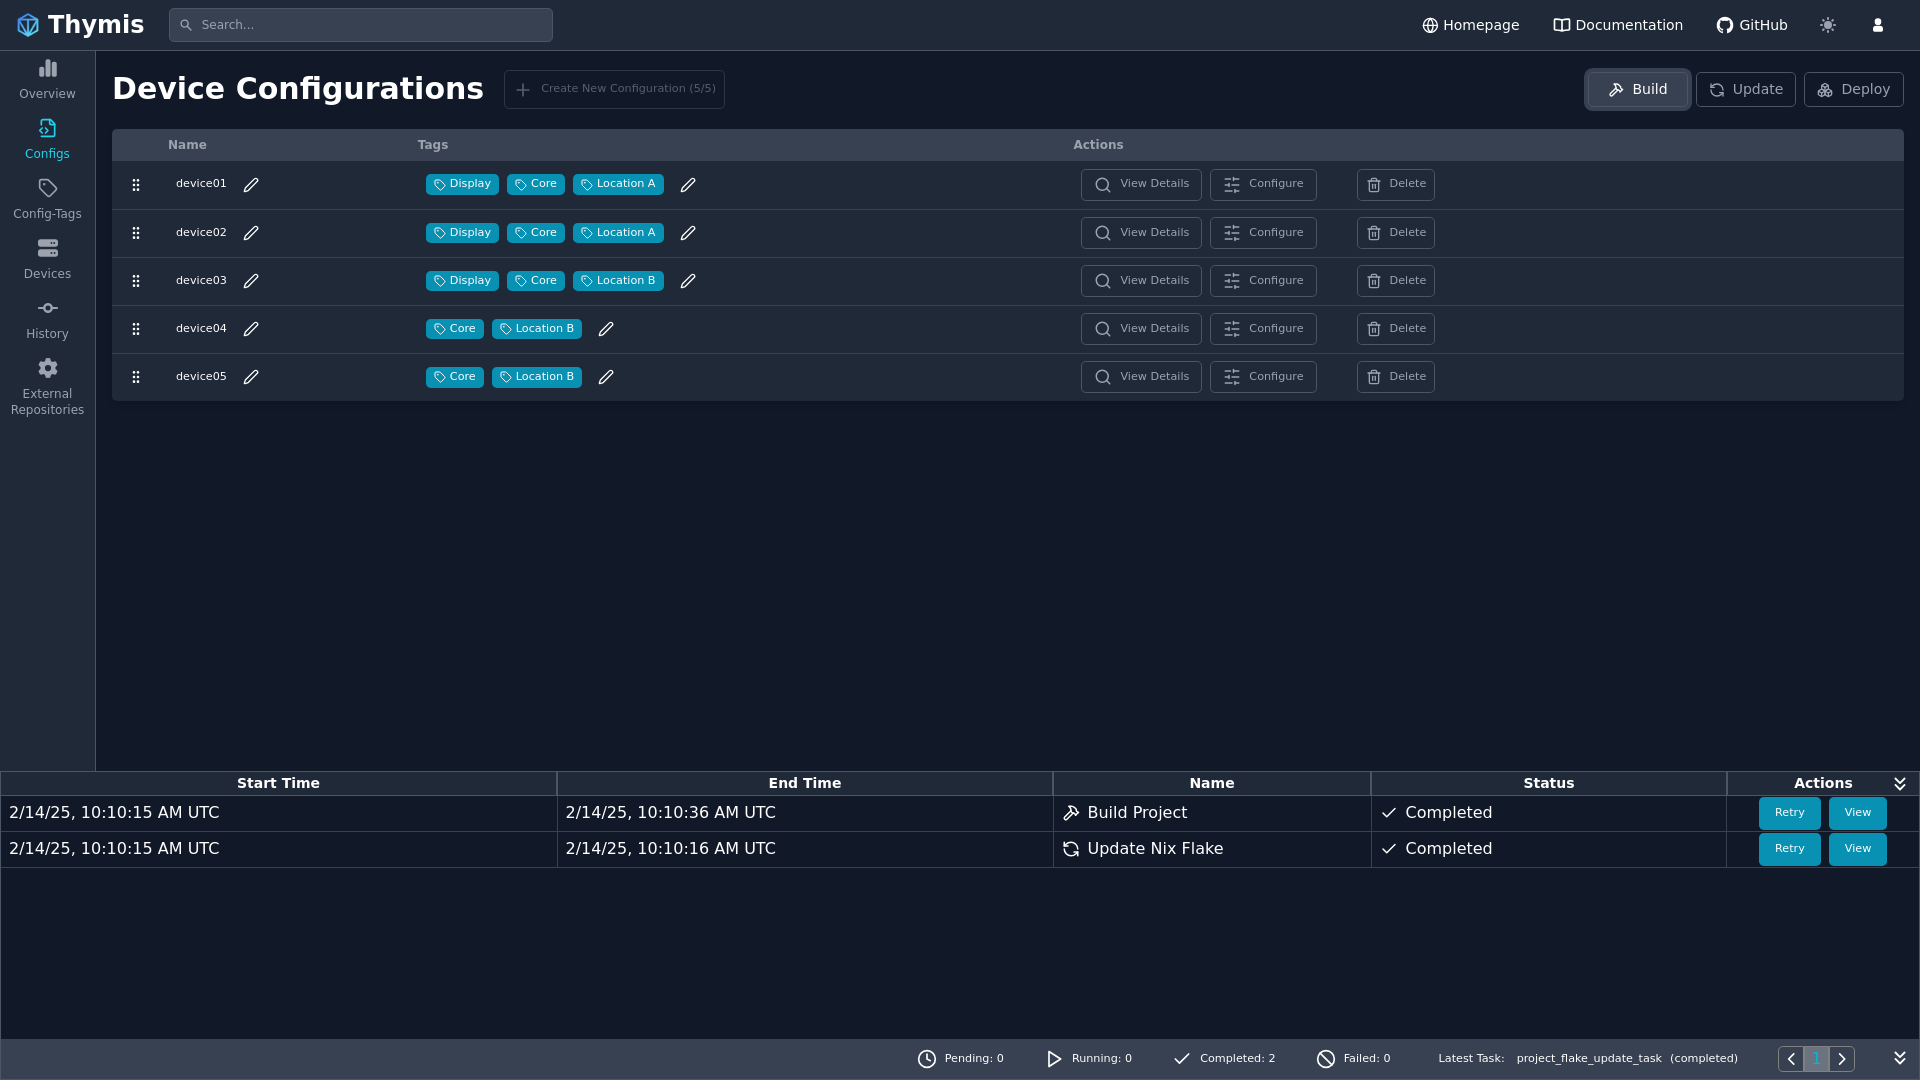 Thymis
Search...
Homepage
Documentation
GitHub
Overview
Configs
Config-Tags
Devices
History
External
Repositories
Device Configurations
Create New Configuration (5/5)
Build
Update
Deploy
Name Tags Actions
device01 Display Core Location A View Details Configure Delete
device02 Display Core Location A View Details Configure Delete
device03 Display Core Location B View Details Configure Delete
device04 Core Location B View Details Configure Delete
device05 Core Location B View Details Configure Delete
Start Time End Time Name Status Actions
2/14/25, 10:10:15 AM UTC 2/14/25, 10:10:36 AM UTC Build Project Completed Retry View
2/14/25, 10:10:15 AM UTC 2/14/25, 10:10:16 AM UTC Update Nix Flake Completed Retry View
Pending: 0 Running: 0 Completed: 2 Failed: 0 Latest Task: project_flake_update_task (completed) 1